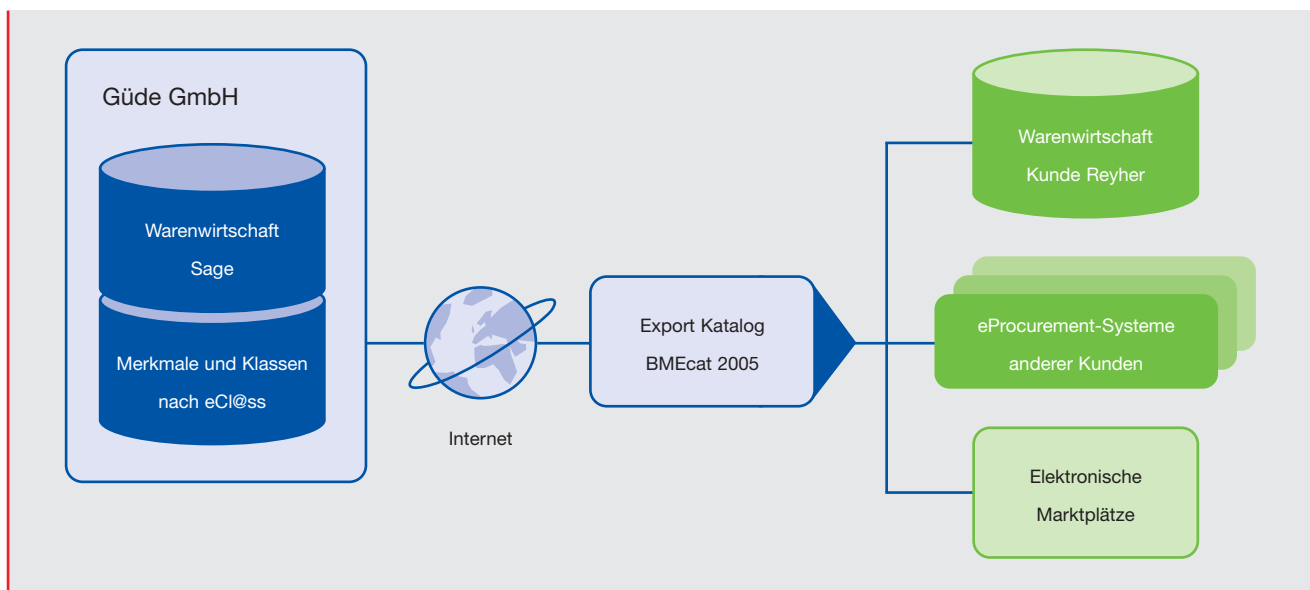 Güde GmbH
Warenwirtschaft
Sage
Merkmale und Klassen
nach eCl@ss
Internet
Export Katalog
BMEcat 2005
Warenwirtschaft
Kunde Reyher
eProcurement-Systeme
anderer Kunden
Elektronische
Marktplätze